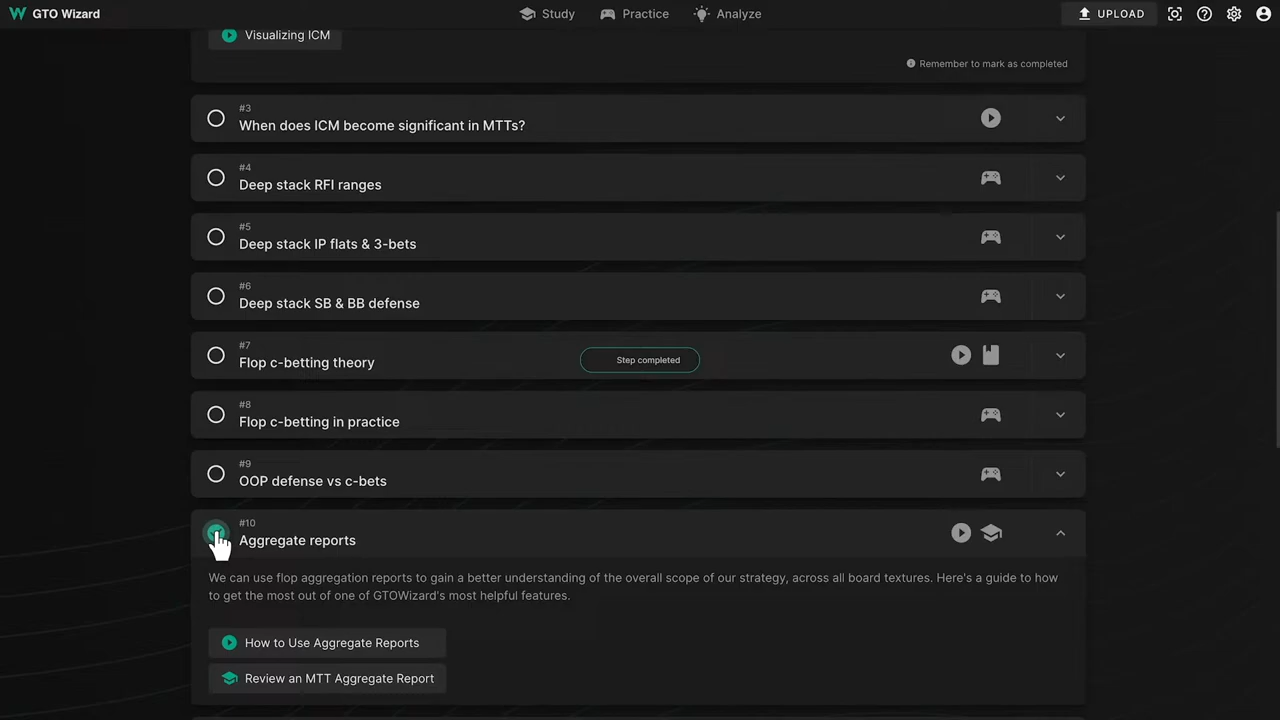 W GTO Wizard
Study
Practice
Analyze
UPLOAD
Visualizing ICM
Remember to mark as completed
#3
When does ICM become significant in MTTs?
#4
Deep stack RFI ranges
#5
Deep stack IP flats & 3-bets
#6
Deep stack SB & BB defense
#7
Flop c-betting theory
Step completed
#8
Flop c-betting in practice
#9
OOP defense vs c-bets
#10
Aggregate reports
We can use flop aggregation reports to gain a better understanding of the overall scope of our strategy, across all board textures. Here's a guide to how
to get the most out of one of GTOWizard's most helpful features.
How to Use Aggregate Reports
Review an MTT Aggregate Report